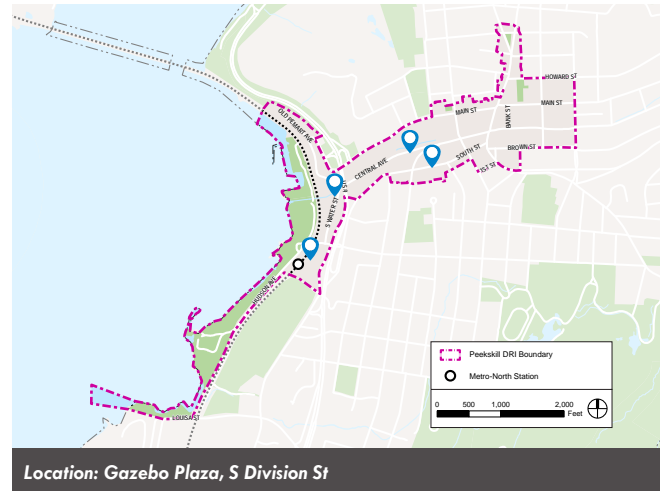 HOWARD ST
OLD PEMART AVE
MAIN ST
MAIN ST
BANK ST
BROWN ST
SOUTH ST
CENTRAL AVE
1ST ST
S WATER ST
HUDSON AVE
LOUISA ST
Peekskill DRI Boundary
Metro-North Station
0 500 1,000 2,000
Feet
Location: Gazebo Plaza, S Division St